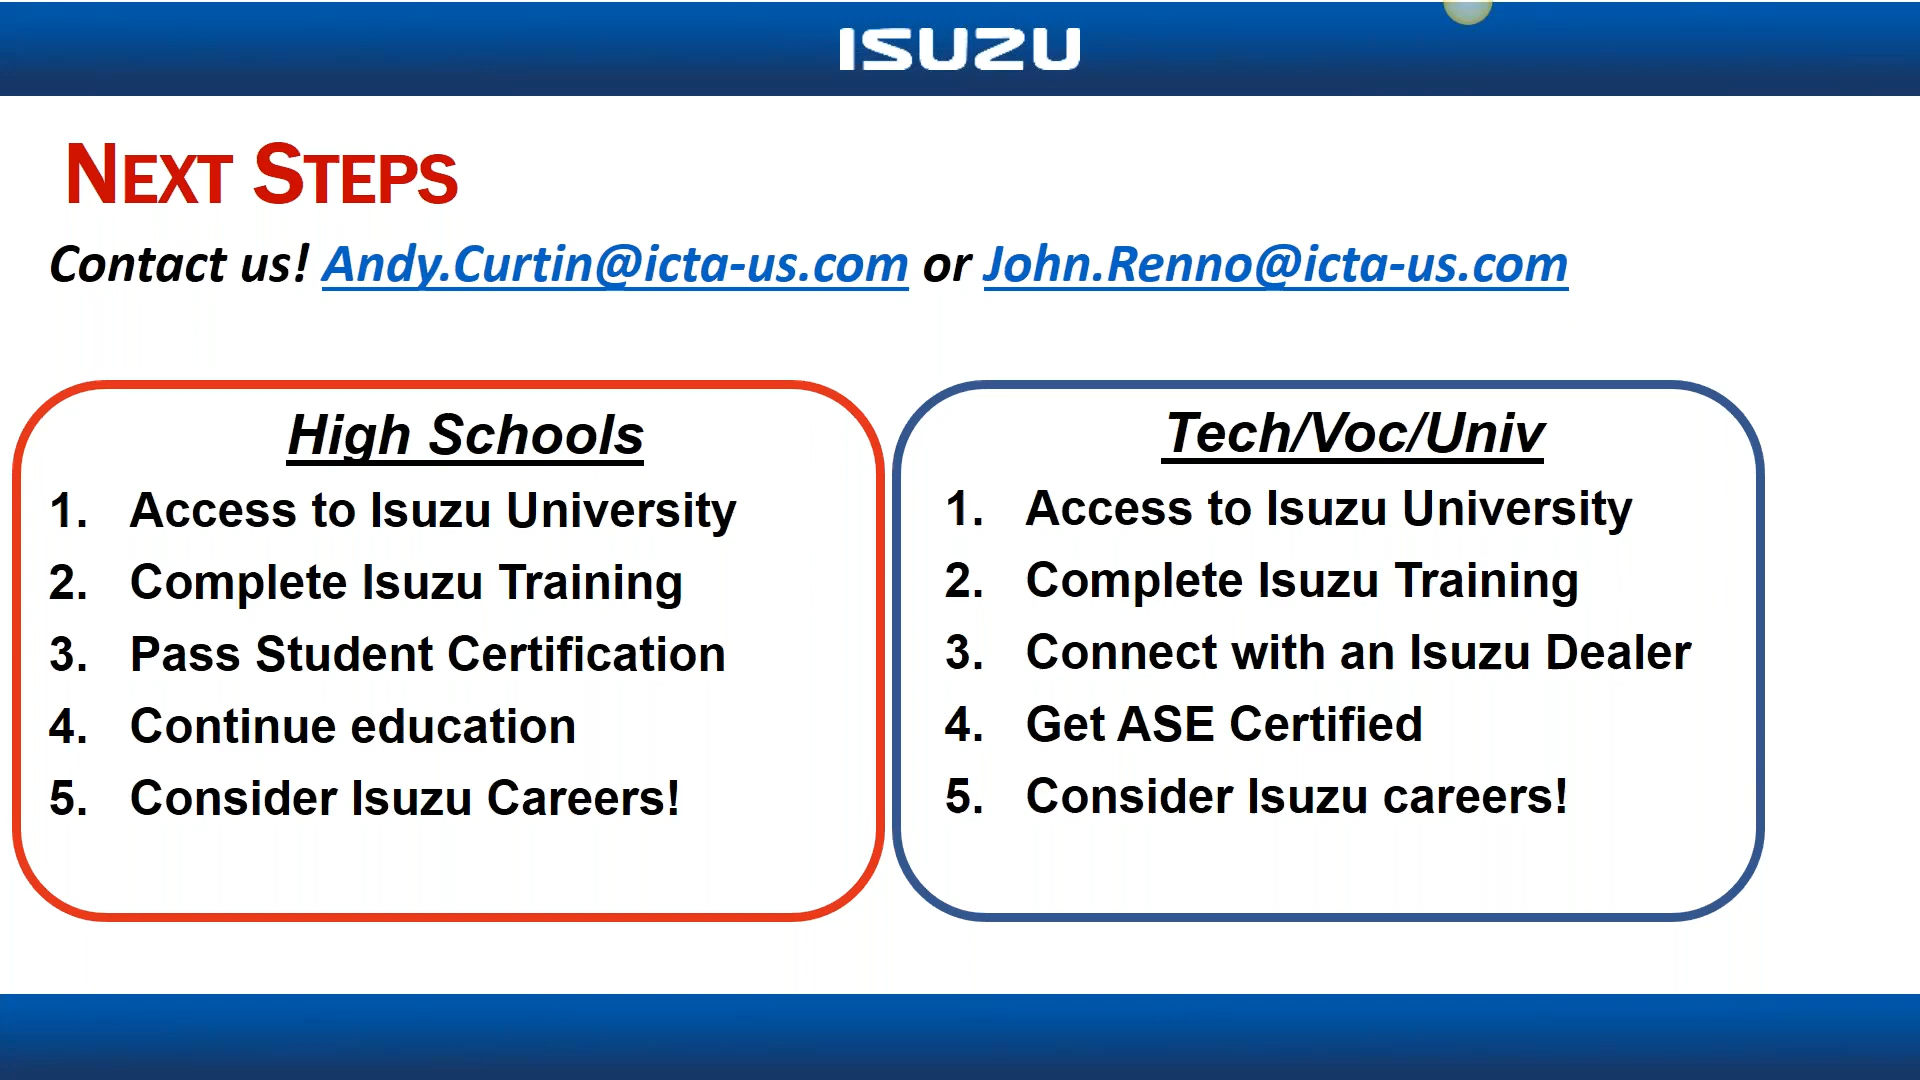 ISUZU
NEXT STEPS
Contact us! Andy.Curtin@icta-us.com or John.Renno@icta-us.com
High Schools
1. Access to Isuzu University
2. Complete Isuzu Training
3. Pass Student Certification
4. Continue education
5. Consider Isuzu Careers!
Tech/Voc/Univ
1. Access to Isuzu University
2. Complete Isuzu Training
3. Connect with an Isuzu Dealer
4. Get ASE Certified
5. Consider Isuzu careers!